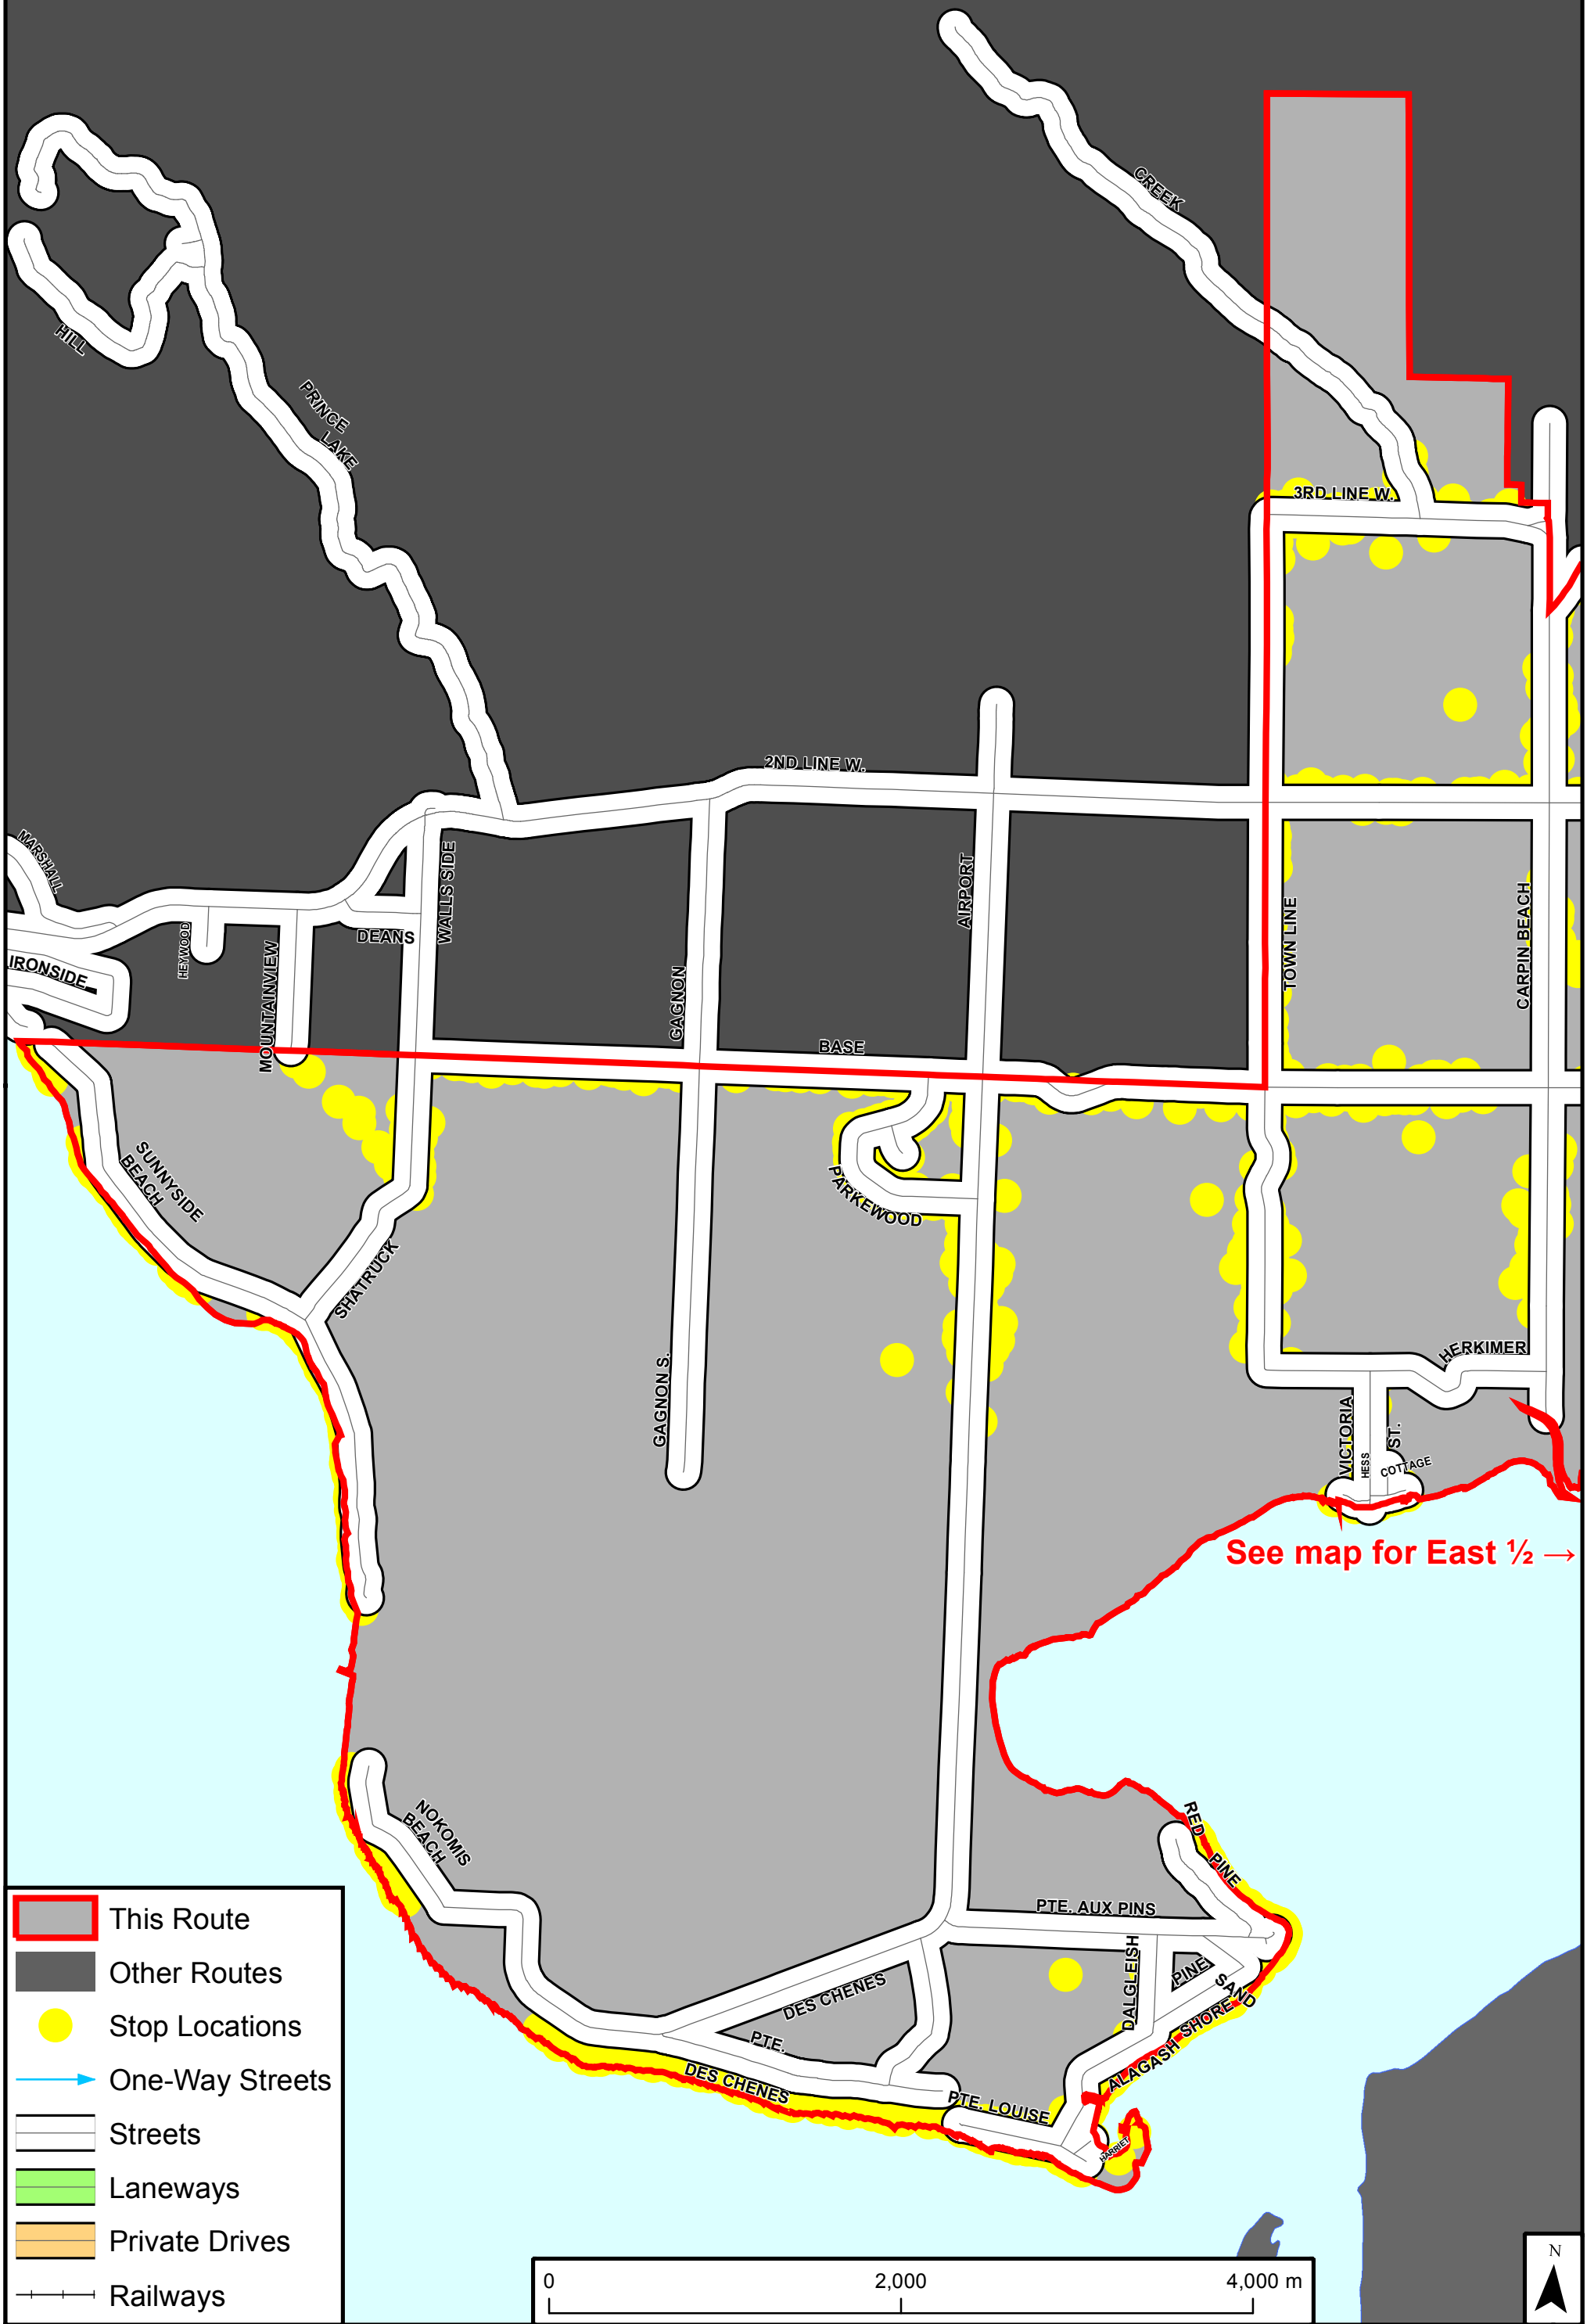 CREEK
HILL
PRINCE
LAKE
3RD LINE W.
2ND LINE W.
MARSHALL
WALLS SIDE
AIRPORT
DEANS
HEYWOOD
IRONSIDE
MOUNTAINVIEW
GAGNON
TOWN LINE
CARPIN BEACH
BASE
SUNNYSIDE
BEACH
PARKEWOOD
SHATRUCK
GAGNON S.
HERKIMER
VICTORIA
HESS
ST.
COTTAGE
See map for East ½ →
NOKOMIS
BEACH
RED
PINE
PTE. AUX PINS
DALGLEISH
PINE
SAND
DES CHENES
PTE.
DES CHENES
ALAGASH SHORE
PTE. LOUISE
HARRIET
This Route
Other Routes
Stop Locations
One-Way Streets
Streets
Laneways
Private Drives
Railways
0 2,000 4,000 m
N